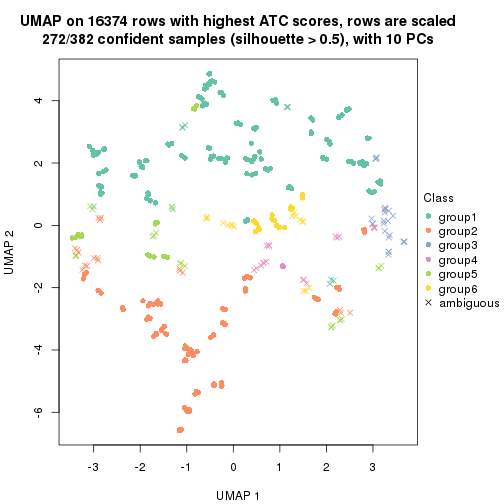 UMAP on 16374 rows with highest ATC scores, rows are scaled
272/382 confident samples (silhouette > 0.5), with 10 PCs
4
2
0
-2
-4
-6
UMAP 2
-3
-2
-1
0
1
2
3
UMAP 1
Class
group1
group2
group3
group4
group5
group6
ambiguous